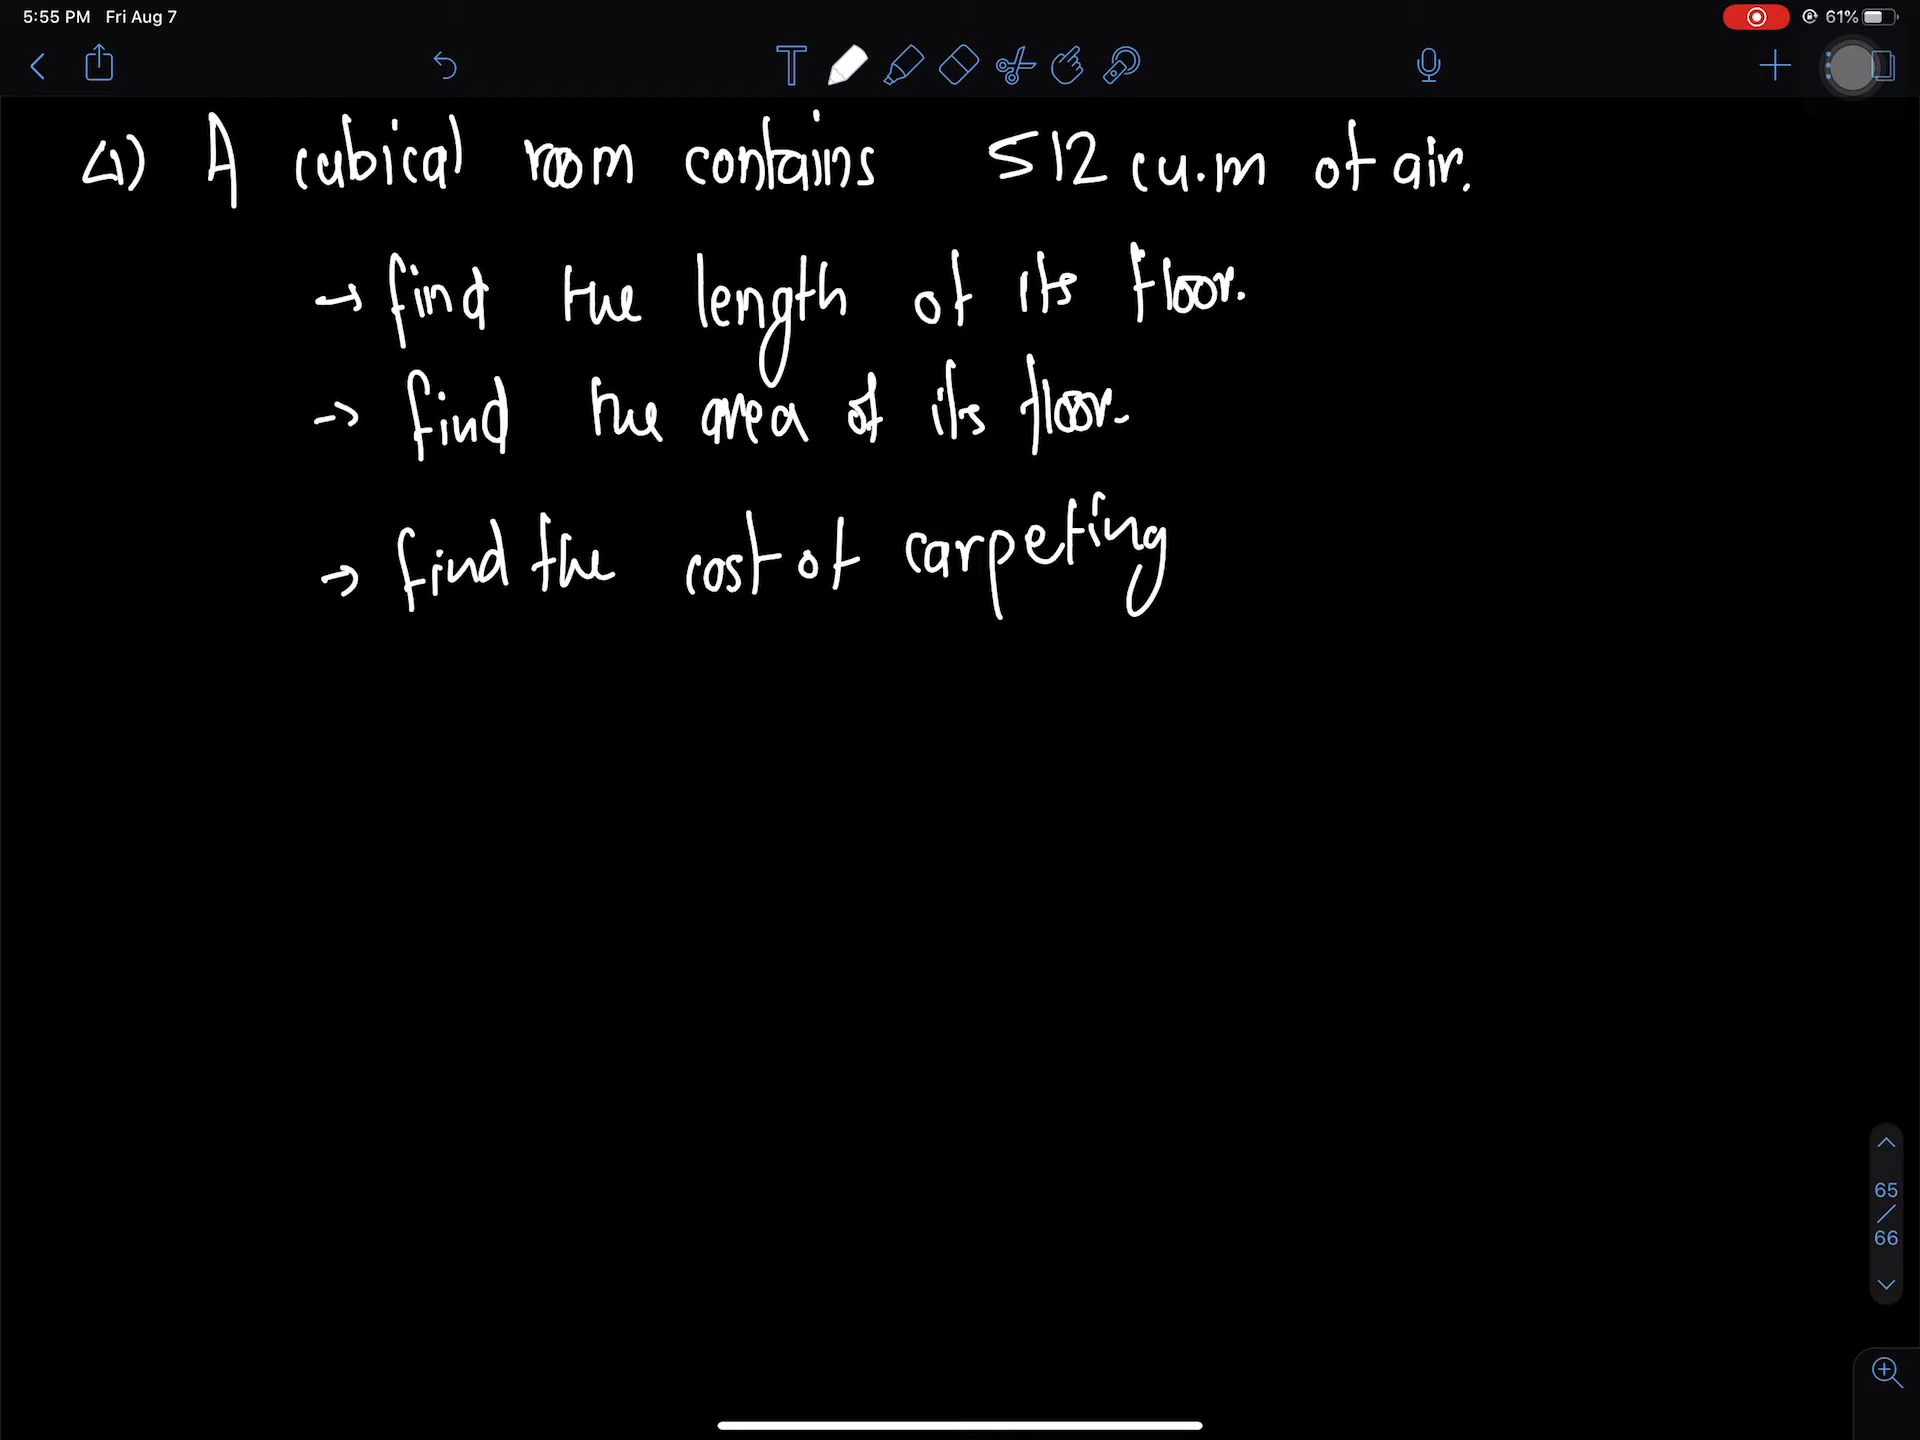 5:55 PM Fri Aug 7
61%
Q1) A cubical room contains 512 cu.m of air.
→ find the length of its floor.
→ find the area of its floor.
→ find the cost of carpeting
65
/
66